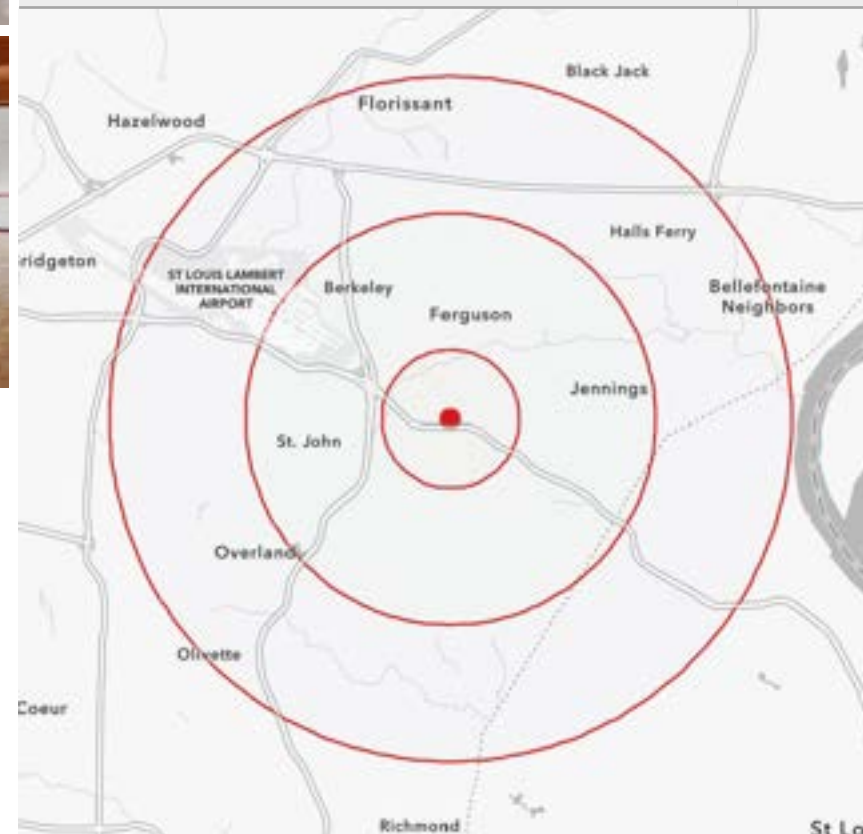 Black Jack
Florissant
Hazelwood
Halls Ferry
ridgeton
ST LOUIS LAMBERT
INTERNATIONAL
AIRPORT
Berkeley
Bellefontaine
Neighbors
Ferguson
Jennings
St. John
Overland
Olivette
Coeur
Richmond
St Lo